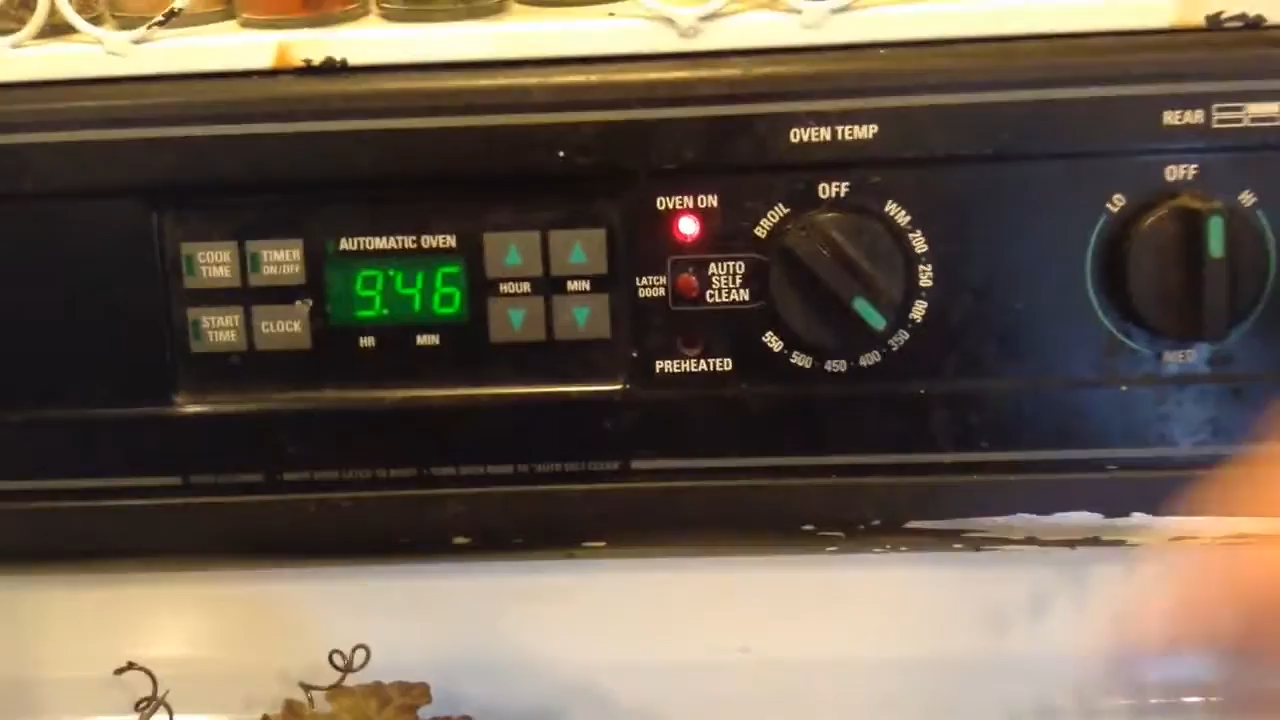 OVEN TEMP
REAR
OFF
OFF
OVEN ON
BROIL
WM · 200 · 250 · 300 · 350 · 400 · 450 · 500 · 550
LO
HI
MED
COOK TIME
TIMER ON/OFF
AUTOMATIC OVEN
9:46
HR
MIN
HOUR
MIN
START TIME
CLOCK
LATCH DOOR
AUTO SELF CLEAN
PREHEATED